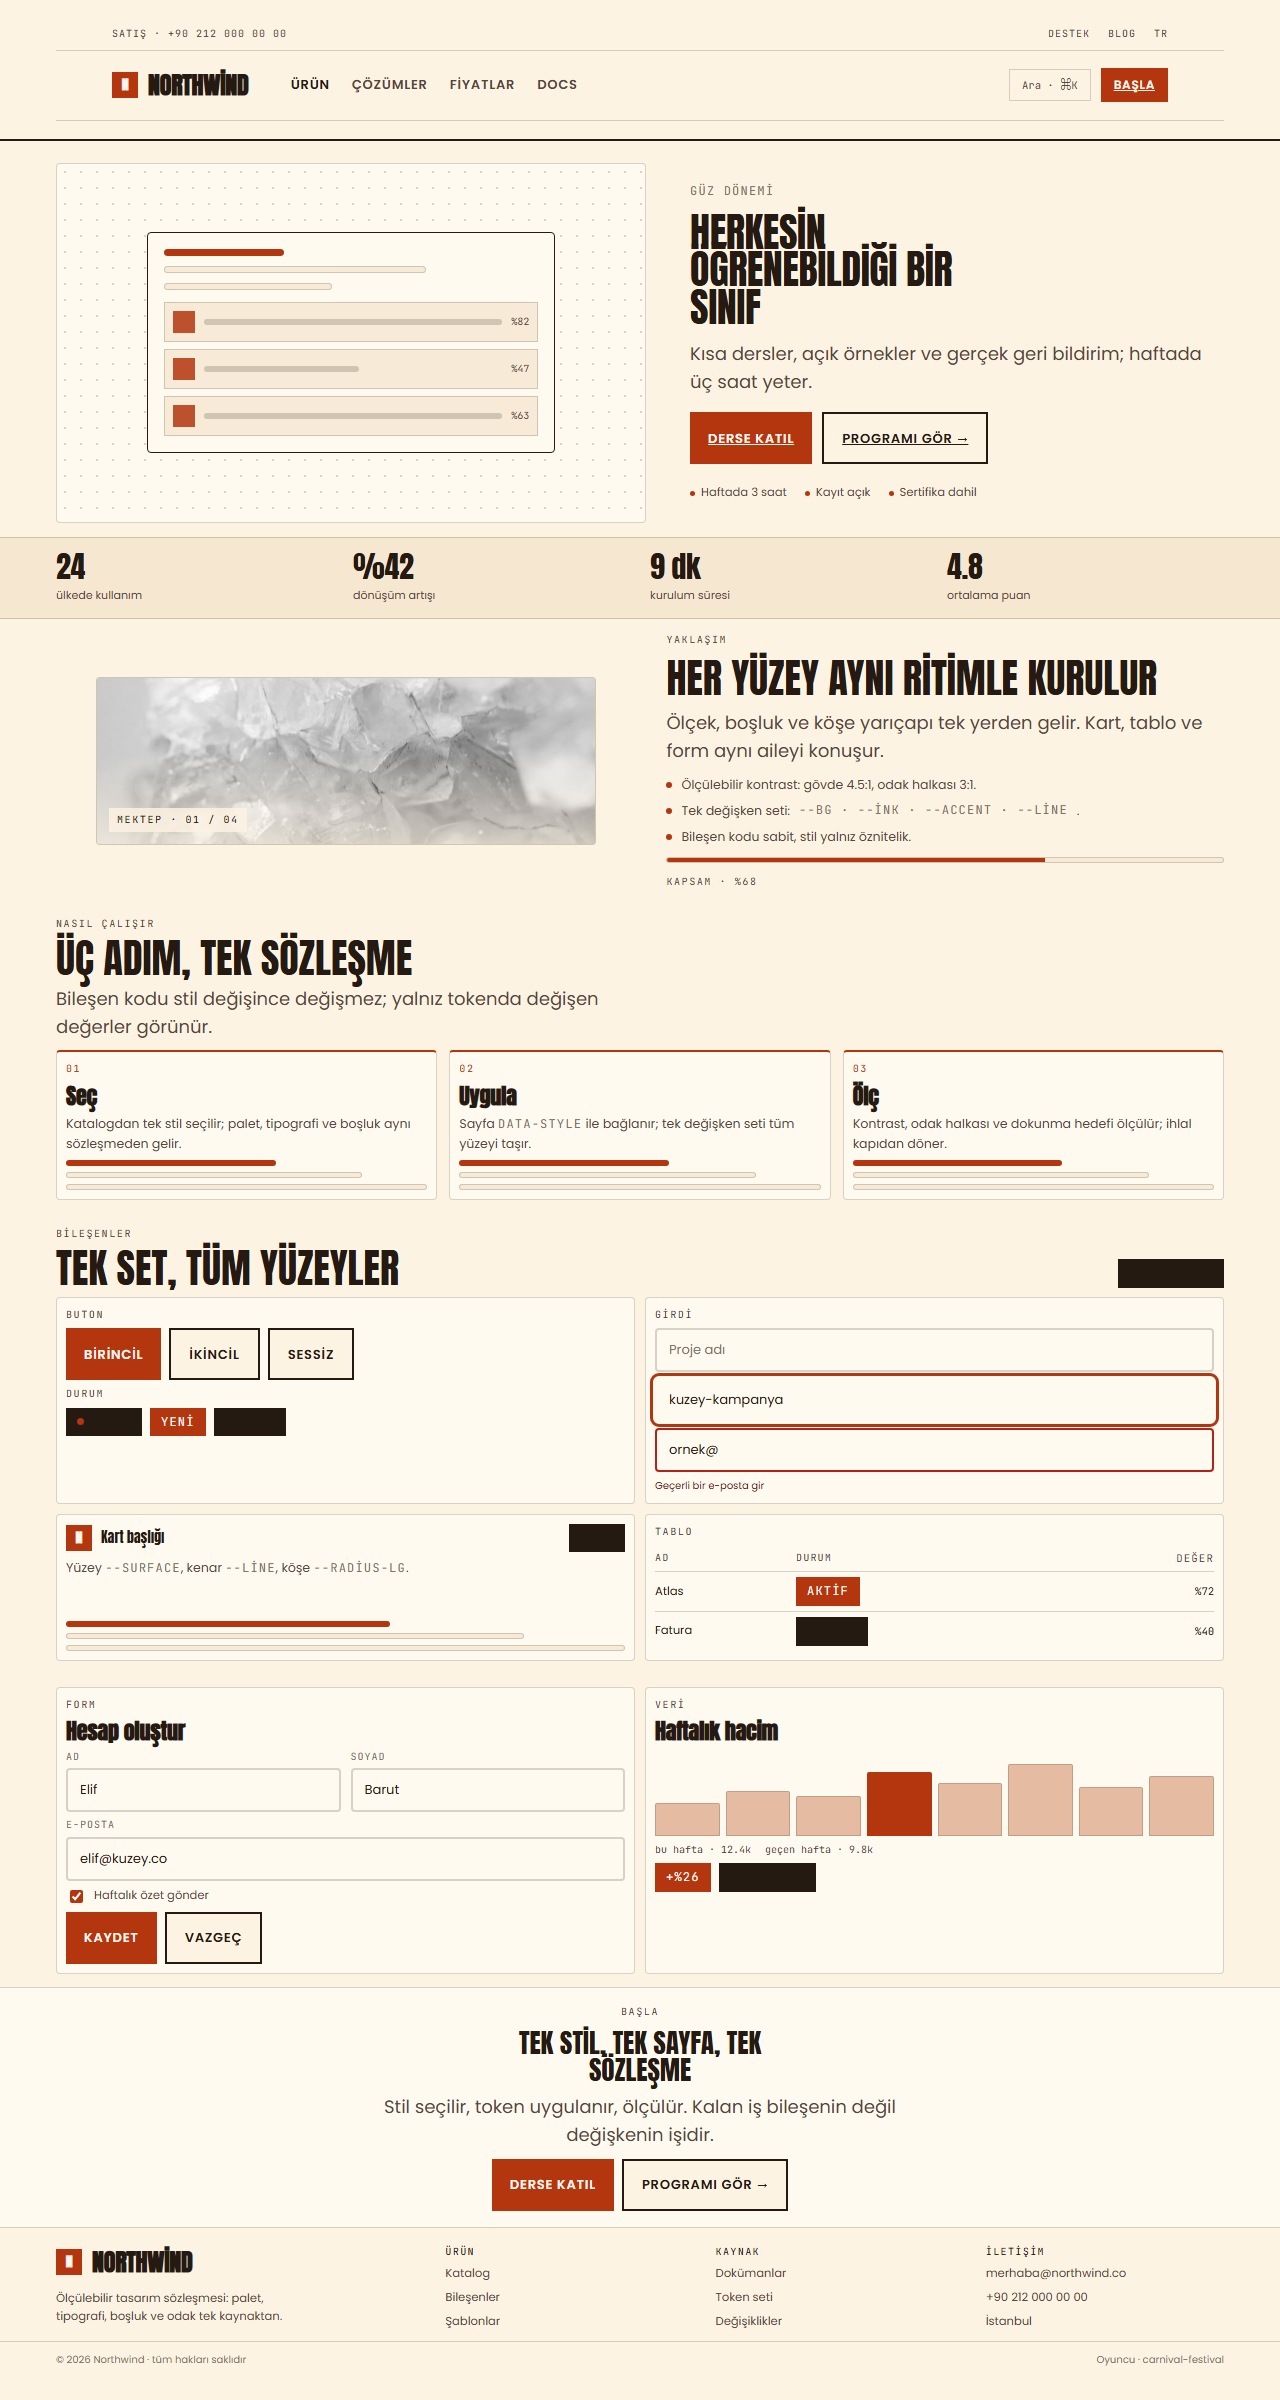 SATIŞ · +90 212 000 00 00
DESTEK BLOG TR
NORTHWİND
ÜRÜN ÇÖZÜMLER FİYATLAR DOCS
Ara · ⌘K
BAŞLA
%82
%47
%63
GÜZ DÖNEMİ
HERKESİN
ÖĞRENEBİLDİĞİ BİR
SINIF
Kısa dersler, açık örnekler ve gerçek geri bildirim; haftada
üç saat yeter.
DERSE KATIL
PROGRAMI GÖR →
Haftada 3 saat Kayıt açık Sertifika dahil
24
ülkede kullanım
%42
dönüşüm artışı
9 dk
kurulum süresi
4.8
ortalama puan
MEKTEP · 01 / 04
YAKLAŞIM
HER YÜZEY AYNI RİTİMLE KURULUR
Ölçek, boşluk ve köşe yarıçapı tek yerden gelir. Kart, tablo ve
form aynı aileyi konuşur.
Ölçülebilir kontrast: gövde 4.5:1, odak halkası 3:1.
Tek değişken seti: --BG · --İNK · --ACCENT · --LİNE .
Bileşen kodu sabit, stil yalnız öznitelik.
KAPSAM · %68
NASIL ÇALIŞIR
ÜÇ ADIM, TEK SÖZLEŞME
Bileşen kodu stil değişince değişmez; yalnız tokenda değişen
değerler görünür.
01
Seç
Katalogdan tek stil seçilir; palet, tipografi ve boşluk aynı
sözleşmeden gelir.
02
Uygula
Sayfa DATA-STYLE ile bağlanır; tek değişken seti tüm
yüzeyi taşır.
03
Ölç
Kontrast, odak halkası ve dokunma hedefi ölçülür; ihlal
kapıdan döner.
BİLEŞENLER
TEK SET, TÜM YÜZEYLER
BUTON
BİRİNCİL İKİNCİL SESSİZ
DURUM
YENİ
GİRDİ
Proje adı
kuzey-kampanya
ornek@
Geçerli bir e-posta gir
Kart başlığı
Yüzey --SURFACE, kenar --LİNE, köşe --RADİUS-LG.
TABLO
AD DURUM DEĞER
Atlas AKTİF %72
Fatura %40
FORM
Hesap oluştur
AD SOYAD
Elif Barut
E-POSTA
elif@kuzey.co
Haftalık özet gönder
KAYDET VAZGEÇ
VERİ
Haftalık hacim
bu hafta · 12.4k geçen hafta · 9.8k
+%26
BAŞLA
TEK STİL, TEK SAYFA, TEK
SÖZLEŞME
Stil seçilir, token uygulanır, ölçülür. Kalan iş bileşenin değil
değişkenin işidir.
DERSE KATIL PROGRAMI GÖR →
NORTHWİND
Ölçülebilir tasarım sözleşmesi: palet,
tipografi, boşluk ve odak tek kaynaktan.
ÜRÜN
Katalog
Bileşenler
Şablonlar
KAYNAK
Dokümanlar
Token seti
Değişiklikler
İLETİŞİM
merhaba@northwind.co
+90 212 000 00 00
İstanbul
© 2026 Northwind · tüm hakları saklıdır
Oyuncu · carnival-festival